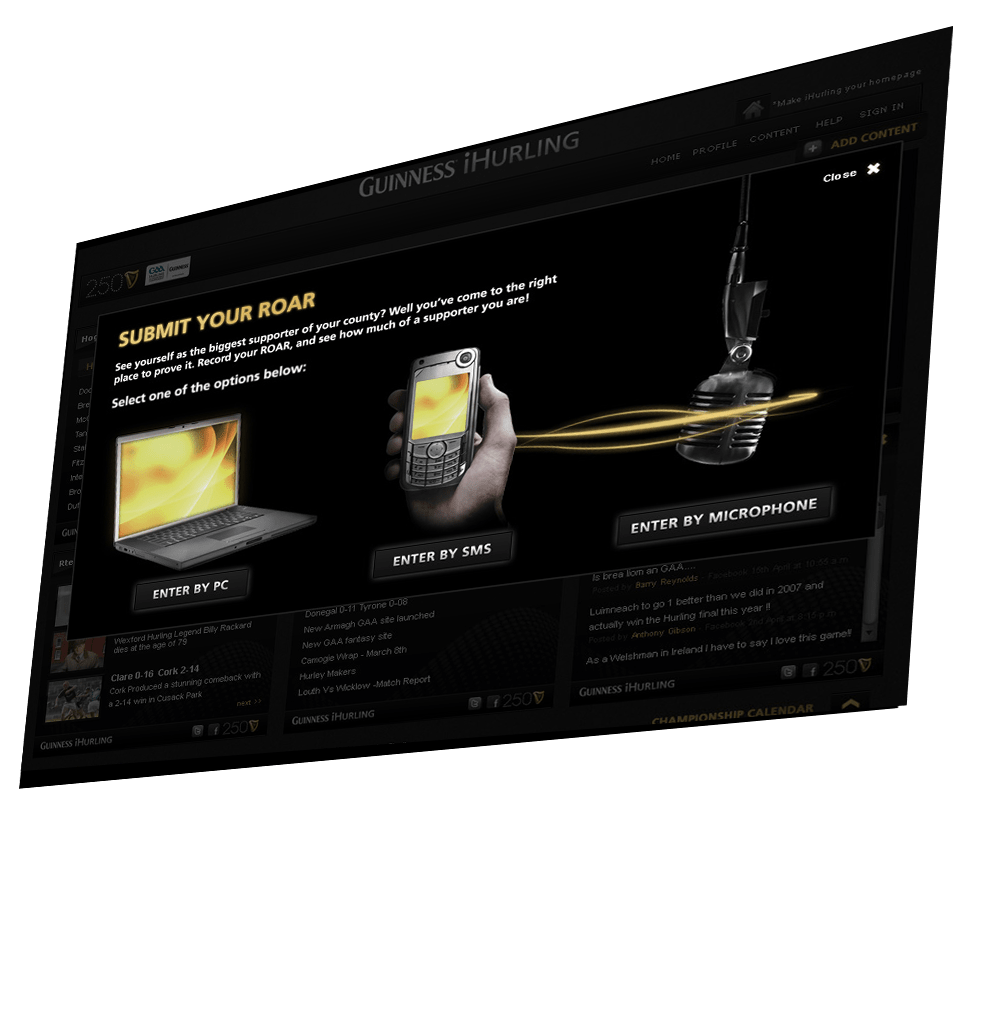 *Make iHurling your homepage
GUINNESS iHURLING
HOME PROFILE CONTENT HELP SIGN IN
ADD CONTENT
Close
250
GAA GUINNESS
SUBMIT YOUR ROAR
See yourself as the biggest supporter of your county? Well you've come to the right
place to prove it. Record your ROAR, and see how much of a supporter you are!
Select one of the options below:
ENTER BY PC
ENTER BY SMS
ENTER BY MICROPHONE
Wexford Hurling Legend Billy Rackard
dies at the age of 79
Clare 0-16 Cork 2-14
Cork Produced a stunning comeback with
a 2-14 win in Cusack Park
next >>
GUINNESS iHURLING
250
Donegal 0-11 Tyrone 0-08
New Armagh GAA site launched
New GAA fantasy site
Camogie Wrap - March 8th
Hurley Makers
Louth Vs Wicklow -Match Report
GUINNESS iHURLING
250
Posted by Barry Reynolds - Facebook 15th April at
Luimneach to go 1 better than we did in 2007 and
actually win the Hurling final this year !!
Posted by Anthony Gibson - Facebook 2nd April at
As a Welshman in Ireland I have to say I love this game!!
GUINNESS iHURLING
250
CHAMPIONSHIP CALENDAR